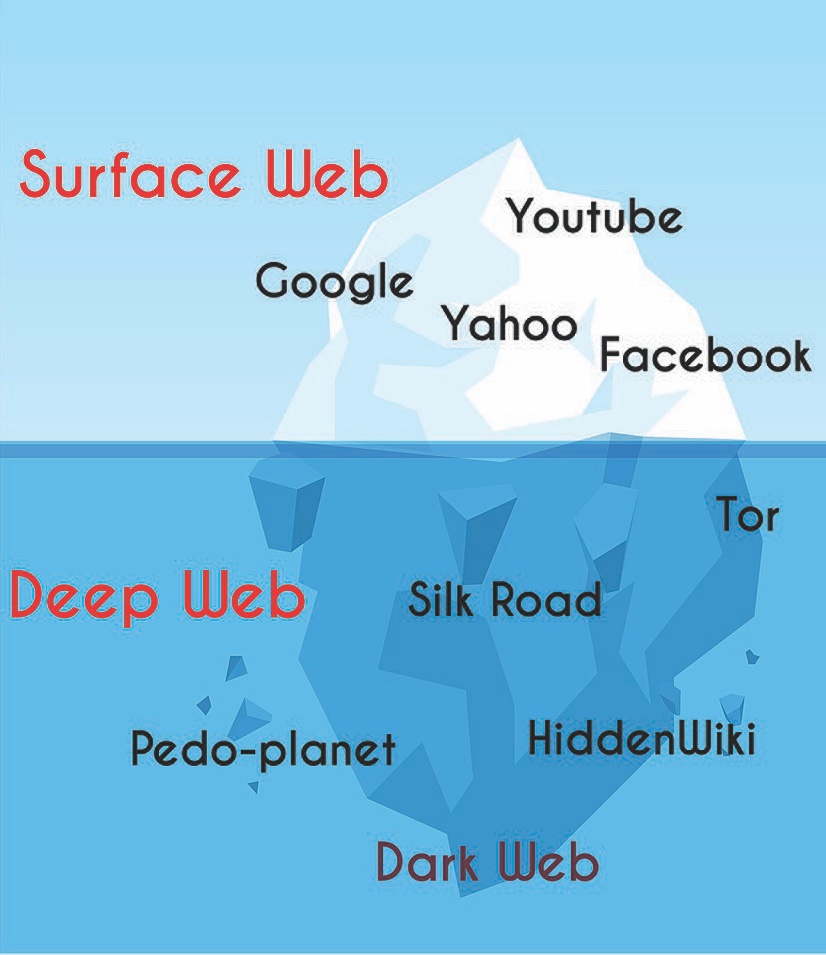 Surface Web
Youtube
Google
Yahoo
Facebook
Tor
Deep Web
Silk Road
Pedo-planet
HiddenWiki
Dark Web